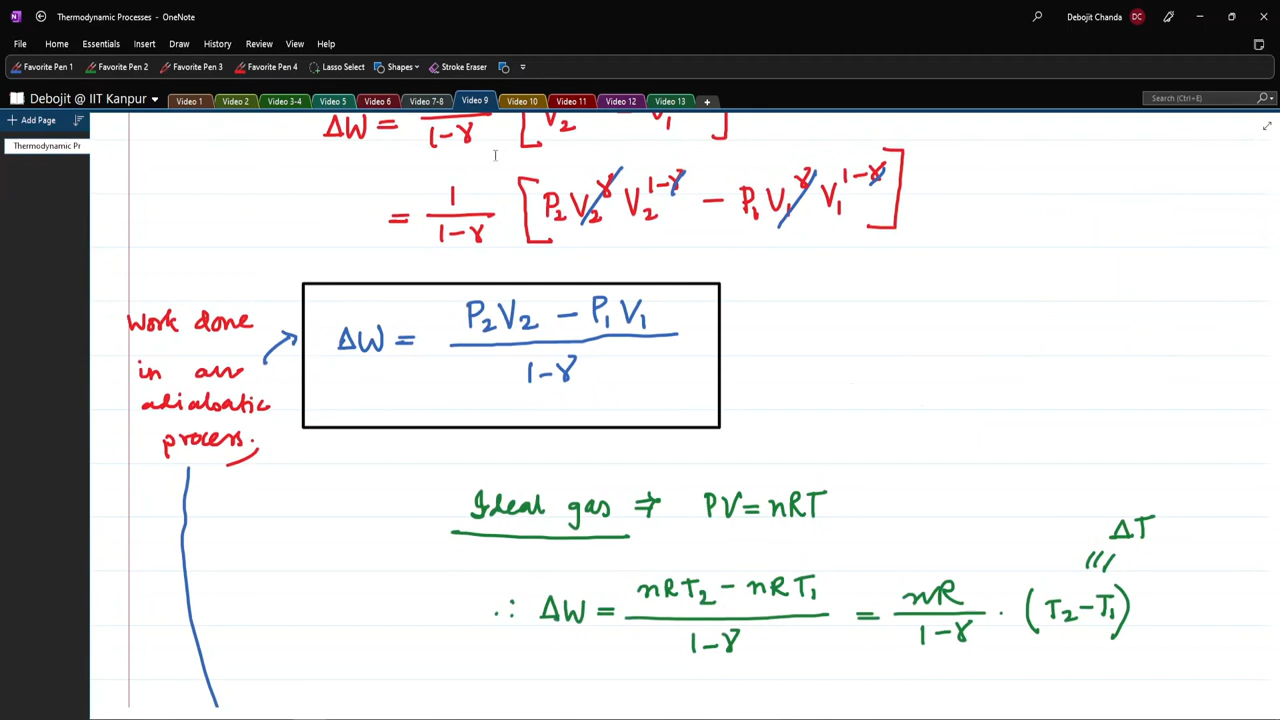 Thermodynamic Processes - OneNote
Debojit Chanda DC
File Home Essentials Insert Draw History Review View Help
Favorite Pen 1 Favorite Pen 2 Favorite Pen 3 Favorite Pen 4 Lasso Select Shapes Stroke Eraser
Debojit @ IIT Kanpur Video 1 Video 2 Video 3-4 Video 5 Video 6 Video 7-8 Video 9 Video 10 Video 11 Video 12 Video 13 + Search (Ctrl+E)
+ Add Page
Thermodynamic Pr
ΔW = ——/(1-γ) [V₂ - V₁]
= 1/(1-γ) [P₂V₂^γ V₂^(1-γ) - P₁V₁^γ V₁^(1-γ)]
Work done
in an
adiabatic
process.
ΔW = (P₂V₂ - P₁V₁)/(1-γ)
Ideal gas ⇒ PV = nRT
ΔT
∴ ΔW = (nRT₂ - nRT₁)/(1-γ) = nR/(1-γ) · (T₂-T₁)